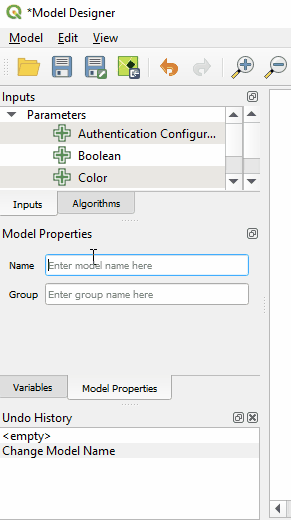 *Model Designer
Model Edit View
Inputs
Parameters
Authentication Configur...
Boolean
Color
Inputs Algorithms
Model Properties
Name Enter model name here
Group Enter group name here
Variables Model Properties
Undo History
<empty>
Change Model Name